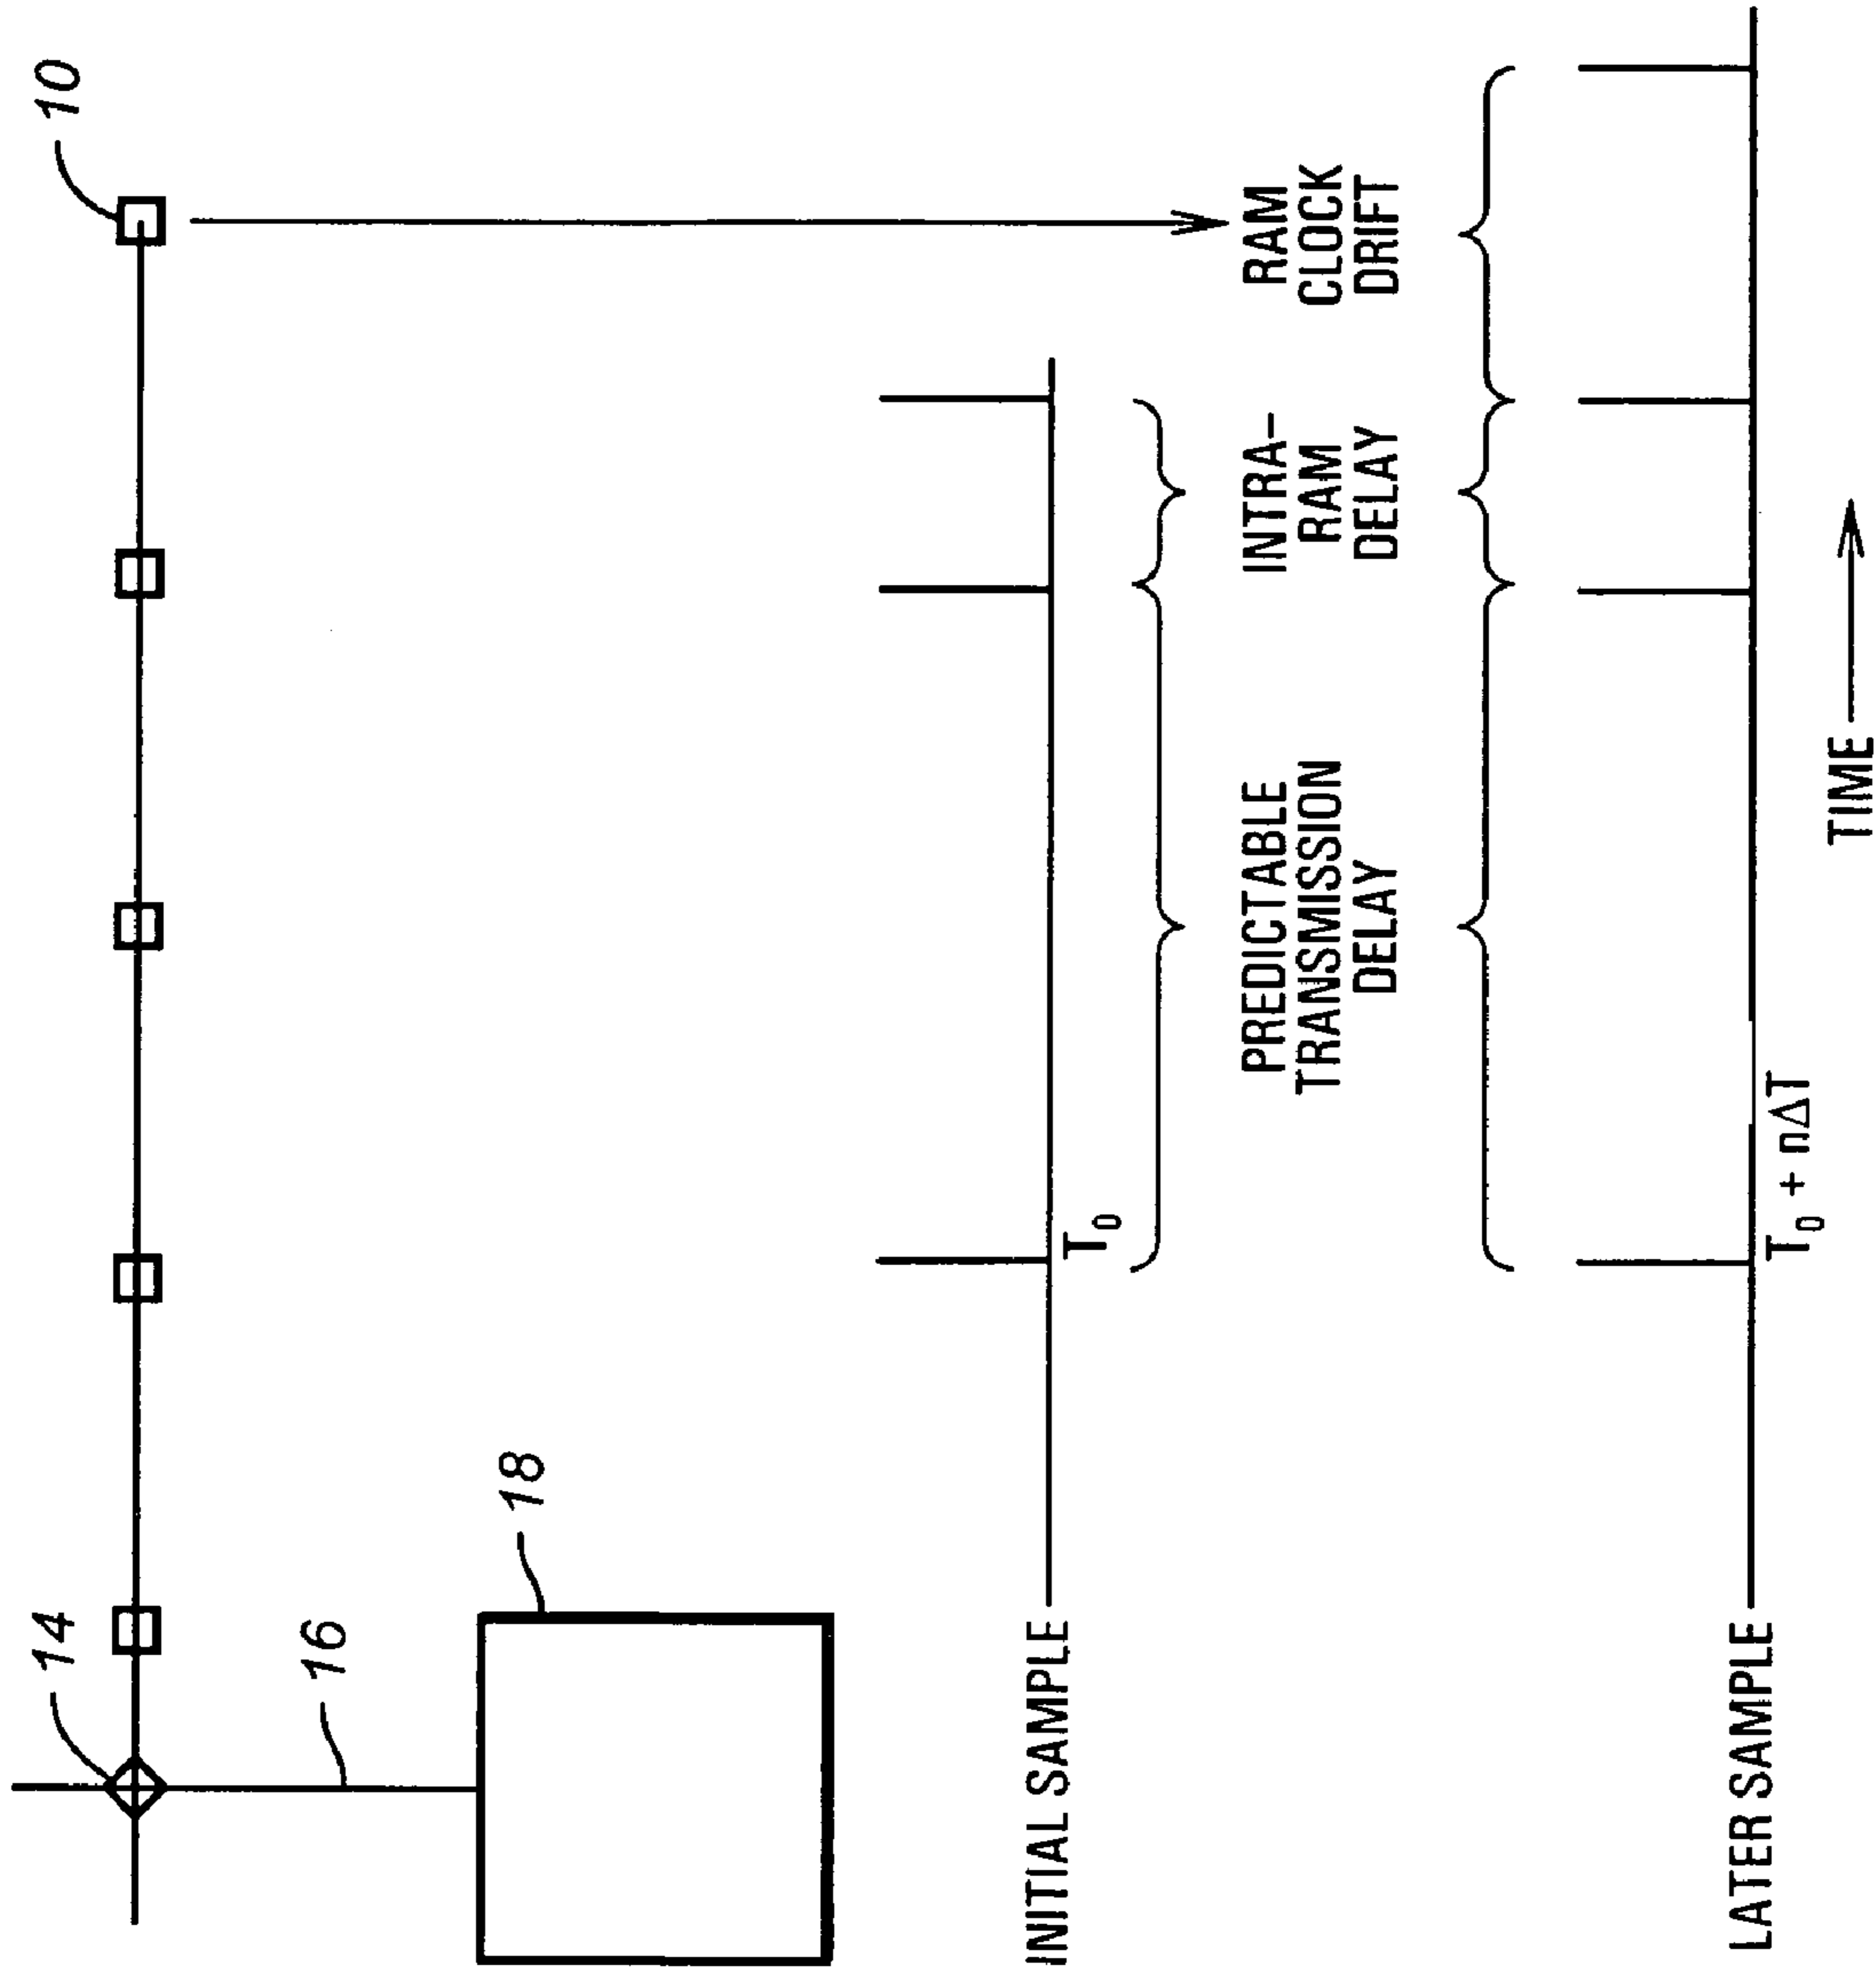 10
14
16
18
INITIAL SAMPLE
T₀
PREDICTABLE
TRANSMISSION
DELAY
INTRA-
RAM
DELAY
RAM
CLOCK
DRIFT
LATER SAMPLE
T₀ + nΔT
TIME